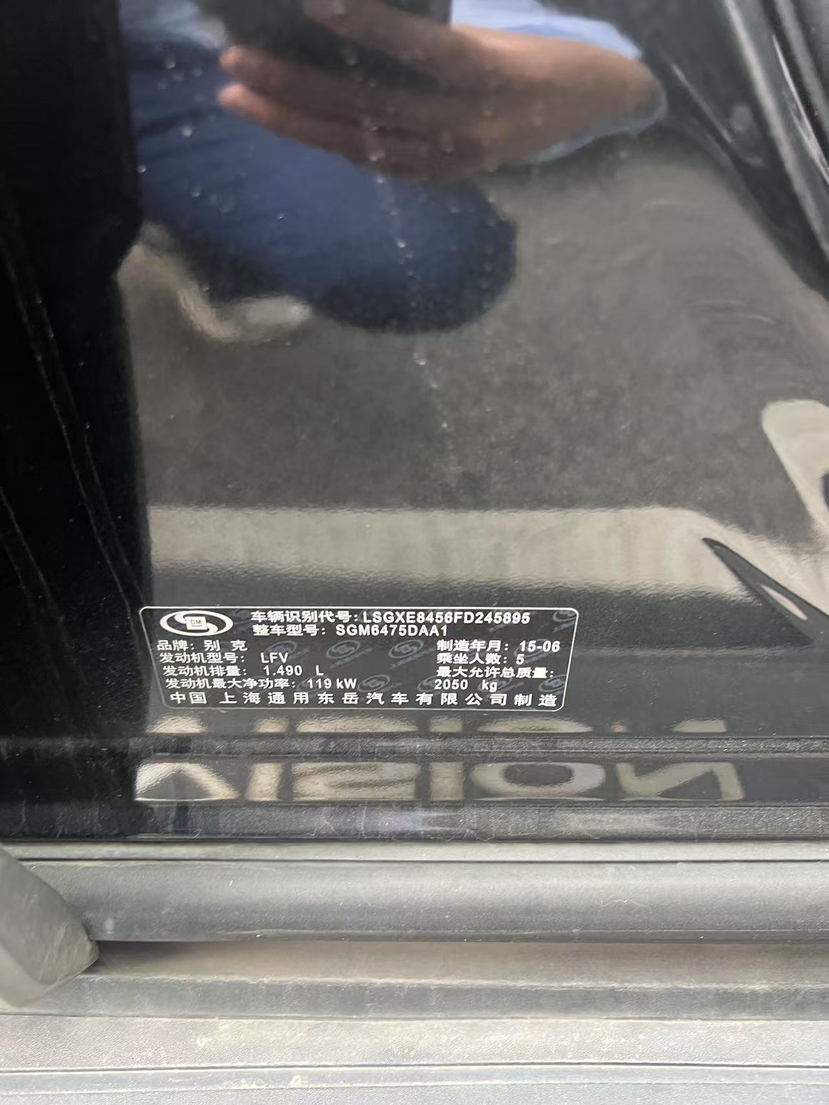 GM
车辆识别代号: LSGXE8456FD245895
整车型号: SGM6475DAA1
品牌: 别 克 制造年月: 15-06
发动机型号: LFV 乘坐人数: 5
发动机排量: 1.490 L 最大允许总质量:
发动机最大净功率: 119 kW 2050 kg
中国 上海通用东岳汽车有限公司制造
VISION